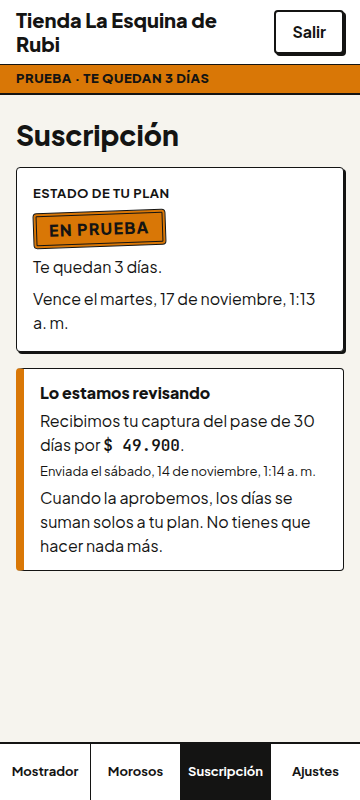 Tienda La Esquina de
Rubi
Salir
PRUEBA · TE QUEDAN 3 DÍAS
Suscripción
ESTADO DE TU PLAN
EN PRUEBA
Te quedan 3 días.
Vence el martes, 17 de noviembre, 1:13
a. m.
Lo estamos revisando
Recibimos tu captura del pase de 30
días por $ 49.900.
Enviada el sábado, 14 de noviembre, 1:14 a. m.
Cuando la aprobemos, los días se
suman solos a tu plan. No tienes que
hacer nada más.
Mostrador
Morosos
Suscripción
Ajustes